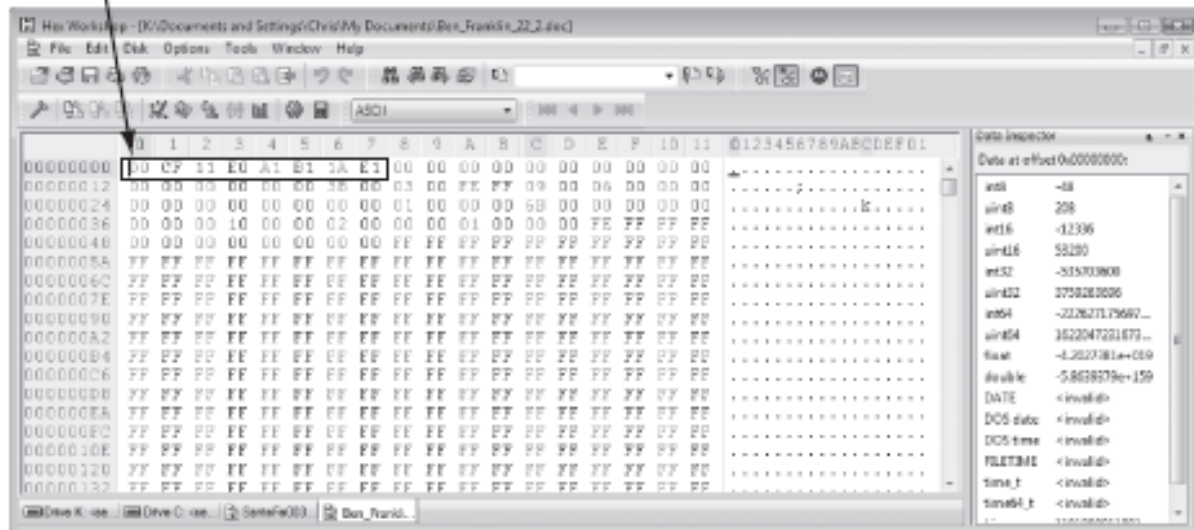 Hex Workshop - [K:\Documents and Settings\Chris\My Documents\Ben_Franklin_22_2.doc]
File Edit Disk Options Tools Window Help
ASCII
0 1 2 3 4 5 6 7 8 9 A B C D E F 10 11 0123456789ABCDEF01
00000000 D0 CF 11 E0 A1 B1 1A E1 00 00 00 00 00 00 00 00 00 00
00000012 00 00 00 00 00 00 3B 00 03 00 FE FF 09 00 06 00 00 00
00000024 00 00 00 00 00 00 00 00 01 00 00 00 6B 00 00 00 00 00
00000036 00 00 00 10 00 00 02 00 00 00 01 00 00 00 FE FF FF FF
00000048 00 00 00 00 00 00 00 00 FF FF FF FF FF FF FF FF FF FF
0000005A FF FF FF FF FF FF FF FF FF FF FF FF FF FF FF FF FF FF
0000006C FF FF FF FF FF FF FF FF FF FF FF FF FF FF FF FF FF FF
0000007E FF FF FF FF FF FF FF FF FF FF FF FF FF FF FF FF FF FF
00000090 FF FF FF FF FF FF FF FF FF FF FF FF FF FF FF FF FF FF
000000A2 FF FF FF FF FF FF FF FF FF FF FF FF FF FF FF FF FF FF
000000B4 FF FF FF FF FF FF FF FF FF FF FF FF FF FF FF FF FF FF
000000C6 FF FF FF FF FF FF FF FF FF FF FF FF FF FF FF FF FF FF
000000D8 FF FF FF FF FF FF FF FF FF FF FF FF FF FF FF FF FF FF
000000EA FF FF FF FF FF FF FF FF FF FF FF FF FF FF FF FF FF FF
000000FC FF FF FF FF FF FF FF FF FF FF FF FF FF FF FF FF FF FF
0000010E FF FF FF FF FF FF FF FF FF FF FF FF FF FF FF FF FF FF
00000120 FF FF FF FF FF FF FF FF FF FF FF FF FF FF FF FF FF FF
00000132 FF FF FF FF FF FF FF FF FF FF FF FF FF FF FF FF FF FF
Data Inspector
Data at offset 0x00000000:
int8 -48
uint8 208
int16 -12336
uint16 53200
int32
uint32
int64
uint64
float
double
DATE <invalid>
DOS date <invalid>
DOS time <invalid>
FILETIME <invalid>
time_t <invalid>
time64_t <invalid>
Drive K: Drive C: Ben_Frankl...